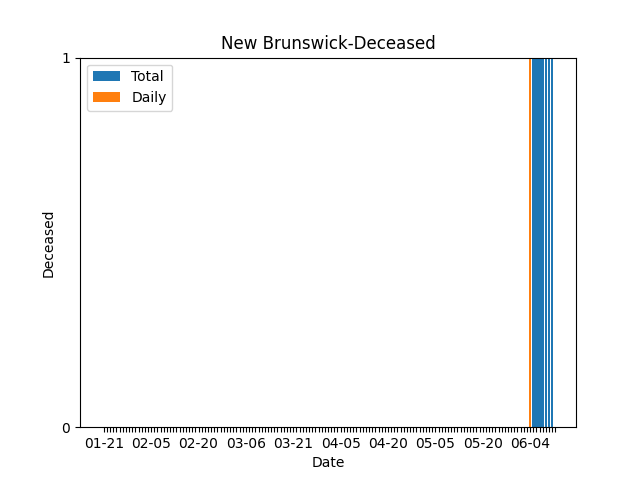 New Brunswick-Deceased
1
Total
Daily
Deceased
0
01-21 02-05 02-20 03-06 03-21 04-05 04-20 05-05 05-20 06-04
Date